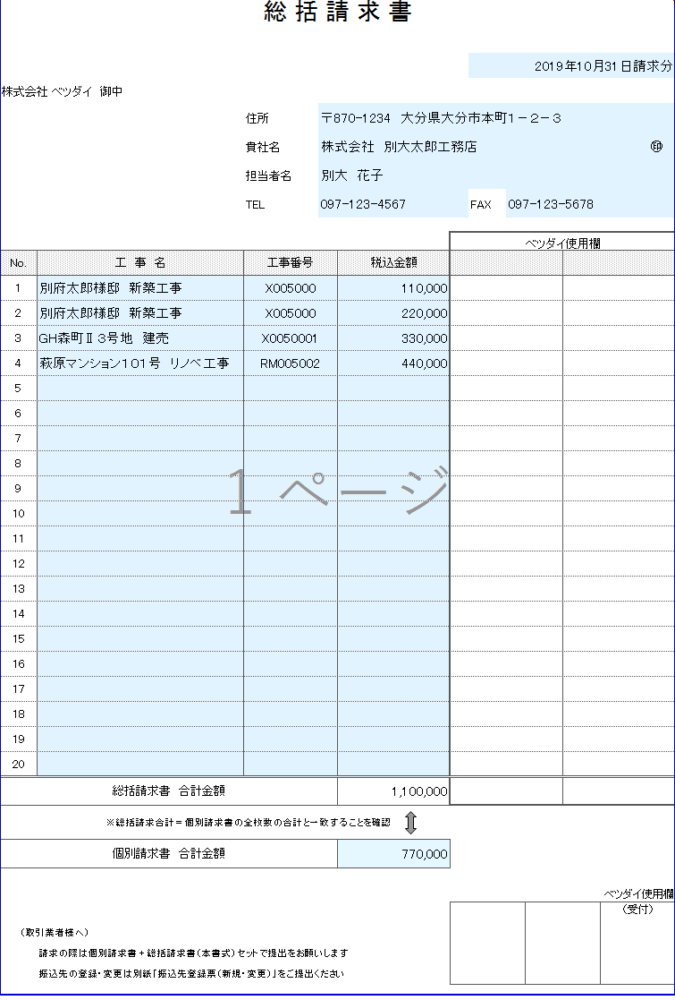 総括請求書
2019年10月31日請求分
株式会社 ベツダイ 御中
住所 〒870-1234 大分県大分市本町1-2-3
貴社名 株式会社 別大太郎工務店 ㊞
担当者名 別大 花子
TEL 097-123-4567 FAX 097-123-5678
ベツダイ使用欄
No. 工事名 工事番号 税込金額
1 別府太郎様邸 新築工事 X005000 110,000
2 別府太郎様邸 新築工事 X005000 220,000
3 GH森町Ⅱ3号地 建売 X0050001 330,000
4 萩原マンション101号 リノベ工事 RM005002 440,000
5
6
7
8
9
1 ページ
10
11
12
13
14
15
16
17
18
19
20
総括請求書 合計金額 1,100,000
※総括請求合計=個別請求書の全枚数の合計と一致することを確認
個別請求書 合計金額 770,000
ベツダイ使用欄
(受付)
(取引業者様へ)
請求の際は個別請求書+総括請求書(本書式)セットで提出をお願いします
振込先の登録・変更は別紙「振込先登録票(新規・変更)」をご提出ください